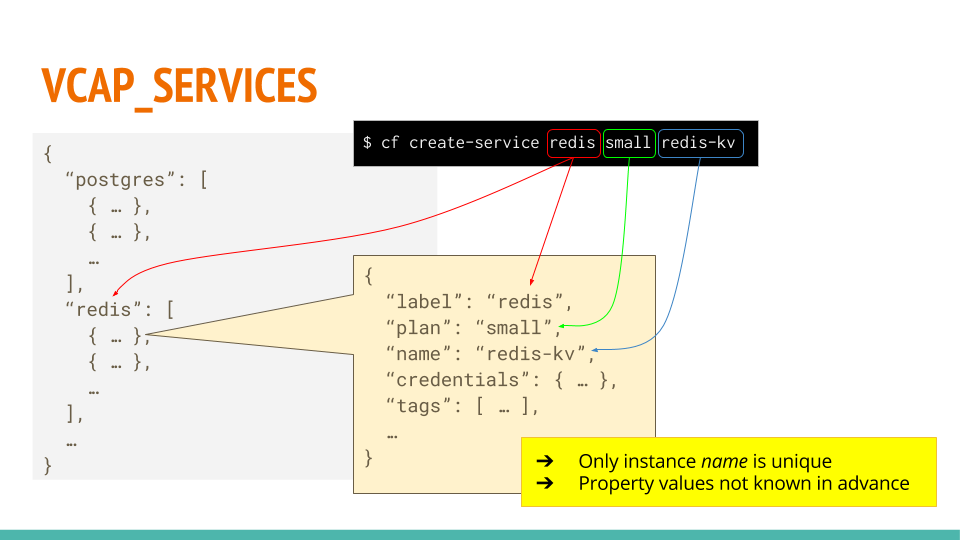 VCAP_SERVICES
$ cf create-service redis small redis-kv
{
“postgres”: [
{ … },
{ … },
…
],
“redis”: [
{ … },
{ … },
…
],
…
}
{
“label”: “redis”,
“plan”: “small”,
“name”: “redis-kv”,
“credentials”: { … },
“tags”: [ … ],
…
}
➔ Only instance name is unique
➔ Property values not known in advance